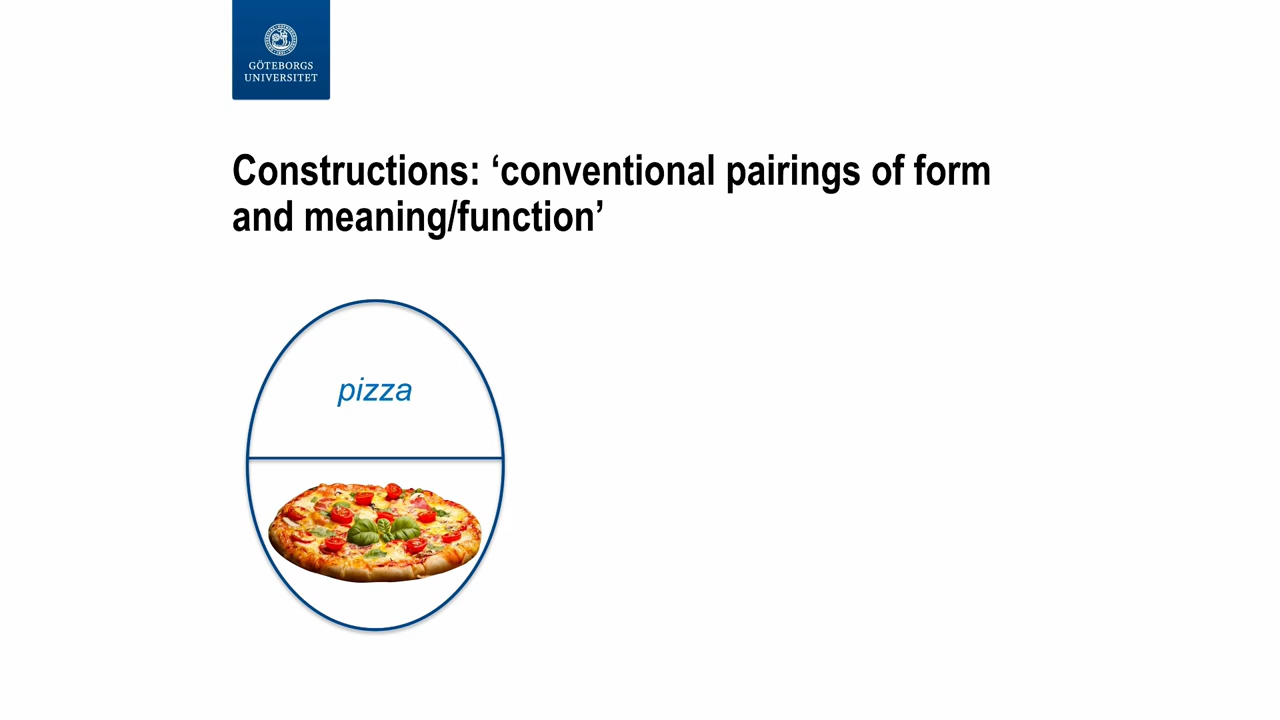 GÖTEBORGS
UNIVERSITET
Constructions: ‘conventional pairings of form
and meaning/function’
pizza